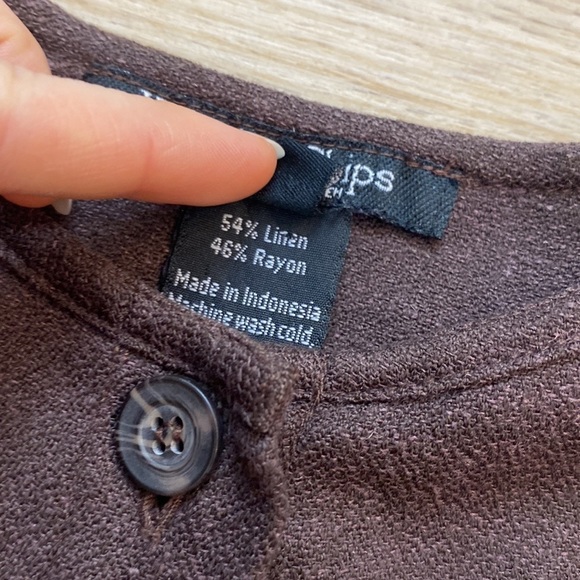 54% Linen
46% Rayon
Made in Indonesia
Machine wash cold,